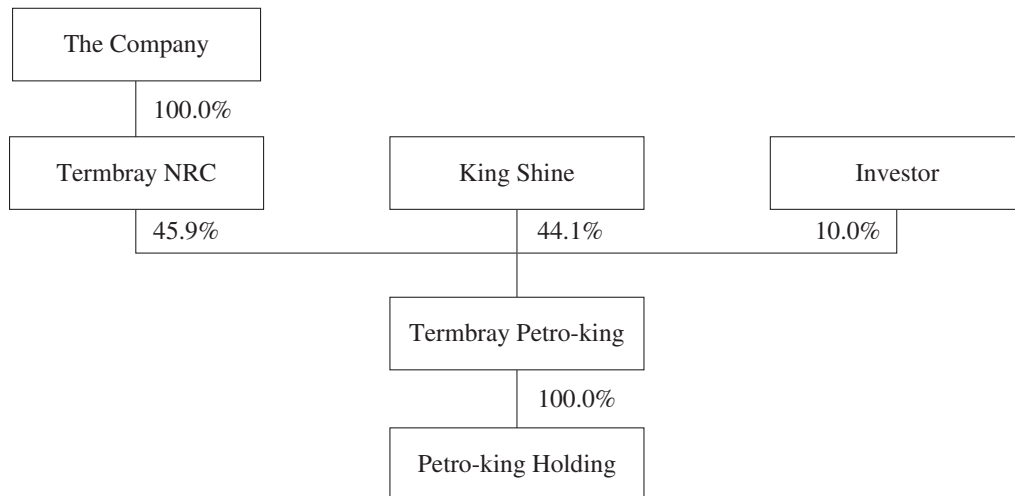 The Company
100.0%
Termbray NRC
King Shine
Investor
45.9%
44.1%
10.0%
Termbray Petro-king
100.0%
Petro-king Holding